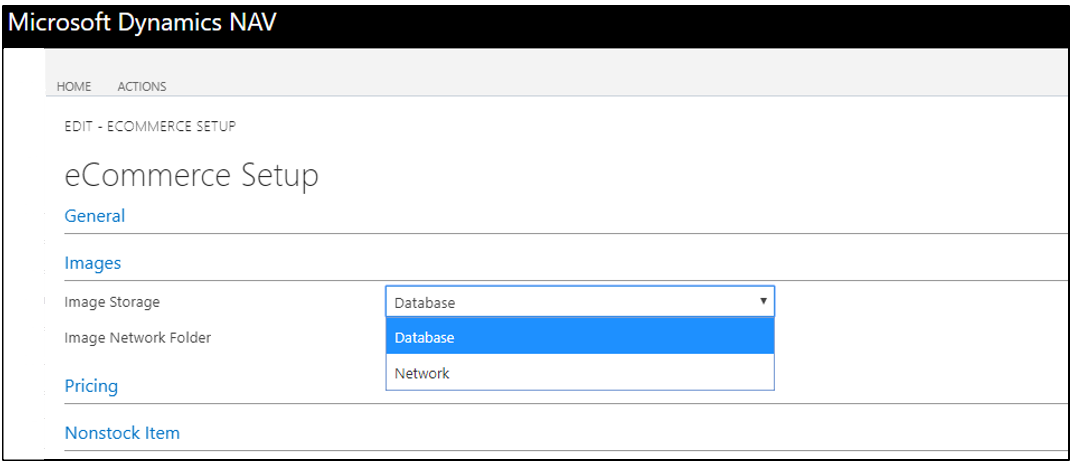 Microsoft Dynamics NAV
HOME ACTIONS
EDIT - ECOMMERCE SETUP
eCommerce Setup
General
Images
Image Storage Database
Image Network Folder Database
Network
Pricing
Nonstock Item